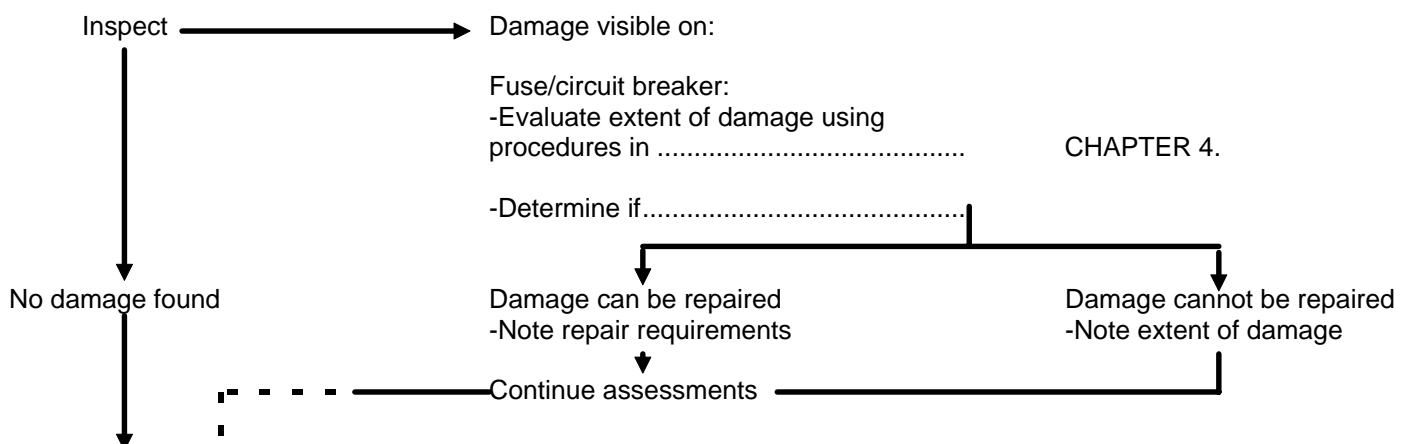 Inspect
Damage visible on:
Fuse/circuit breaker:
-Evaluate extent of damage using
procedures in .......................................... CHAPTER 4.
-Determine if............................................
No damage found
Damage can be repaired
-Note repair requirements
Damage cannot be repaired
-Note extent of damage
Continue assessments